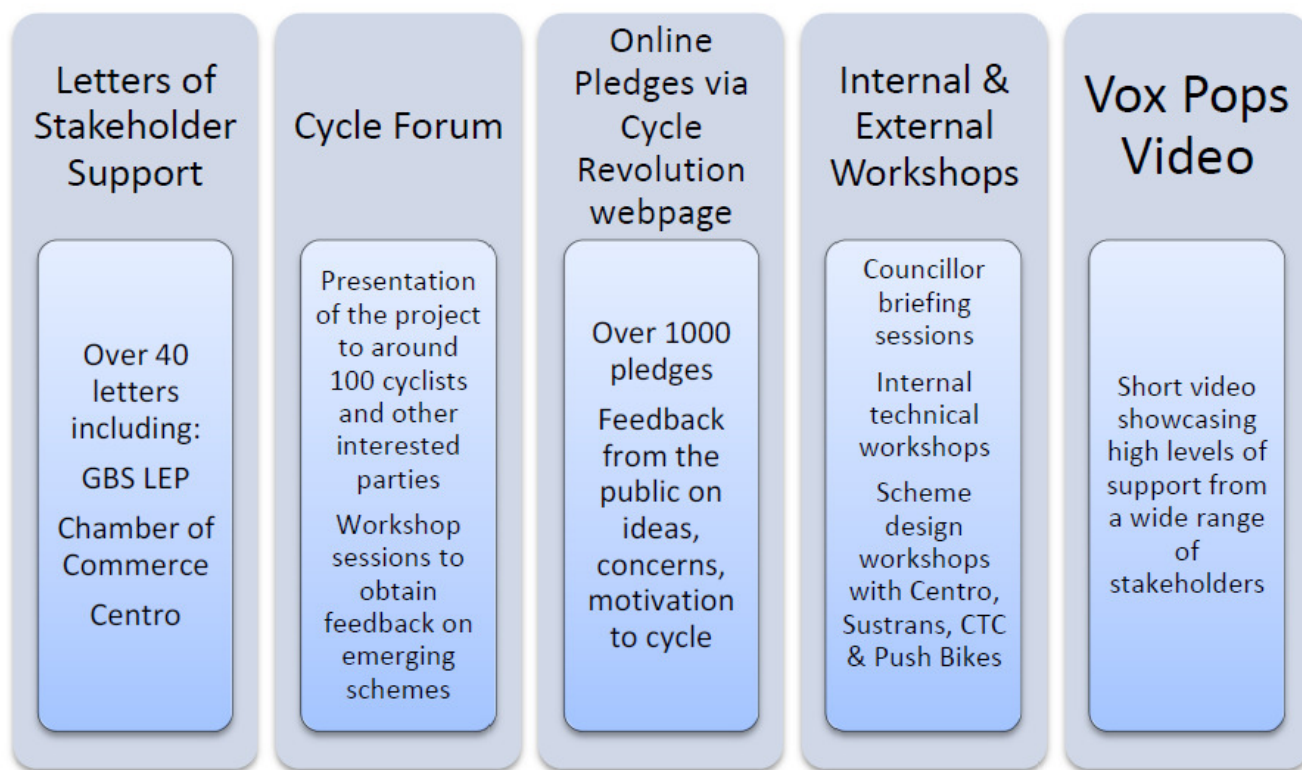 Letters of
Stakeholder
Support
Over 40
letters
including:
GBS LEP
Chamber of
Commerce
Centro
Cycle Forum
Presentation
of the project
to around
100 cyclists
and other
interested
parties
Workshop
sessions to
obtain
feedback on
emerging
schemes
Online
Pledges via
Cycle
Revolution
webpage
Over 1000
pledges
Feedback
from the
public on
ideas,
concerns,
motivation
to cycle
Internal &
External
Workshops
Councillor
briefing
sessions
Internal
technical
workshops
Scheme
design
workshops
with Centro,
Sustrans, CTC
& Push Bikes
Vox Pops
Video
Short video
showcasing
high levels of
support from
a wide range
of
stakeholders